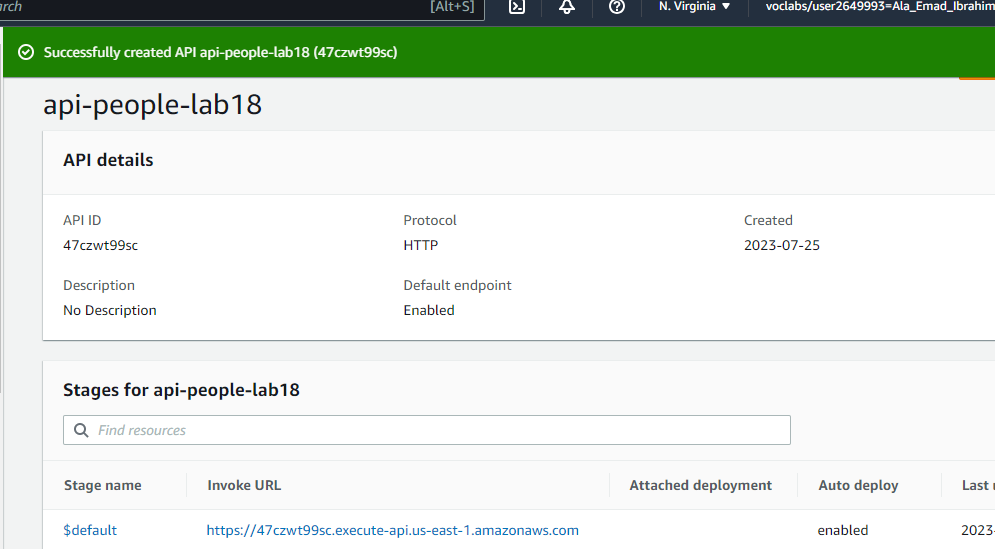 [Alt+S] N. Virginia voclabs/user2649993=Ala_Emad_Ibrahim
Successfully created API api-people-lab18 (47czwt99sc)
api-people-lab18
API details
API ID Protocol Created
47czwt99sc HTTP 2023-07-25
Description Default endpoint
No Description Enabled
Stages for api-people-lab18
Find resources
Stage name Invoke URL Attached deployment Auto deploy Last
$default https://47czwt99sc.execute-api.us-east-1.amazonaws.com enabled 2023-